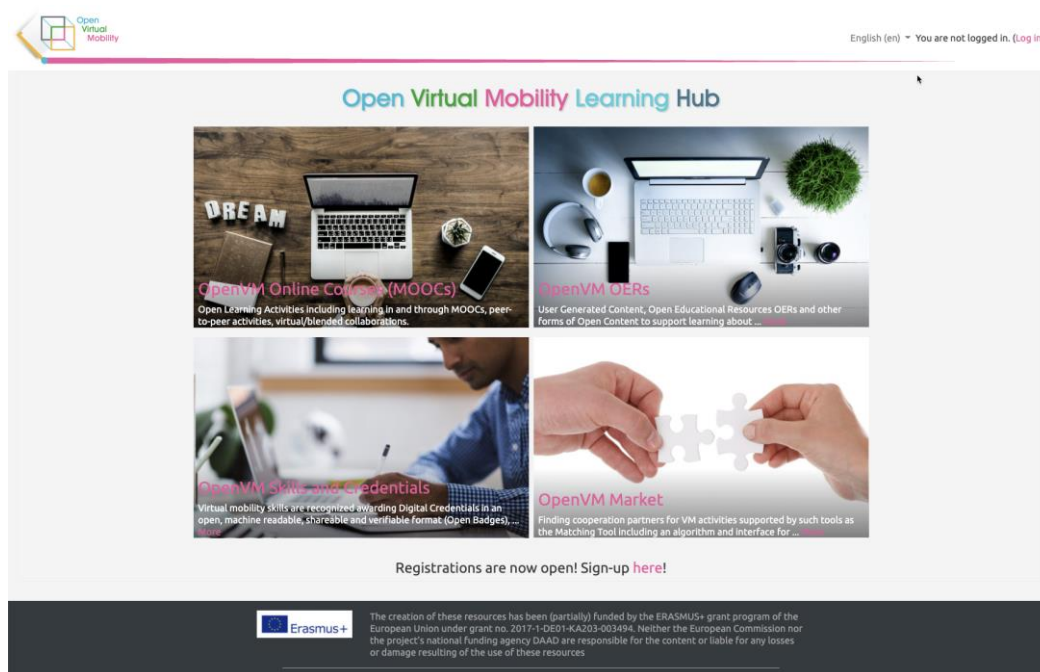 Open
Virtual
Mobility
English (en) You are not logged in. (Log in
Open Virtual Mobility Learning Hub
DREAM
OpenVM Online Courses (MOOCs)
Open Learning Activities including learning in and through MOOCs, peer-
to-peer activities, virtual/blended collaborations.
OpenVM OERs
User Generated Content, Open Educational Resources OERs and other
forms of Open Content to support learning about ... More
OpenVM Skills and Credentials
Virtual mobility skills are recognized awarding Digital Credentials in an
open, machine readable, shareable and verifiable format (Open Badges), ...
More
OpenVM Market
Finding cooperation partners for VM activities supported by such tools as
the Matching Tool including an algorithm and interface for ... More
Registrations are now open! Sign-up here!
Erasmus+
The creation of these resources has been (partially) funded by the ERASMUS+ grant program of the
European Union under grant no. 2017-1-DE01-KA203-003494. Neither the European Commission nor
the project's national funding agency DAAD are responsible for the content or liable for any losses
or damage resulting of the use of these resources